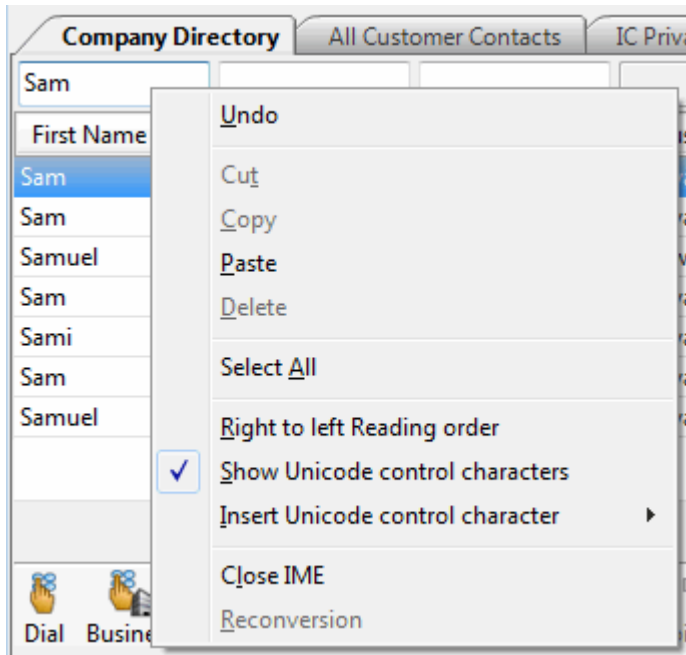 Company Directory
All Customer Contacts
IC Priva
Sam
First Name
Sam
Sam
Samuel
Sam
Sami
Sam
Samuel
Undo
Cut
Copy
Paste
Delete
Select All
Right to left Reading order
Show Unicode control characters
Insert Unicode control character
Close IME
Reconversion
Dial
Busine